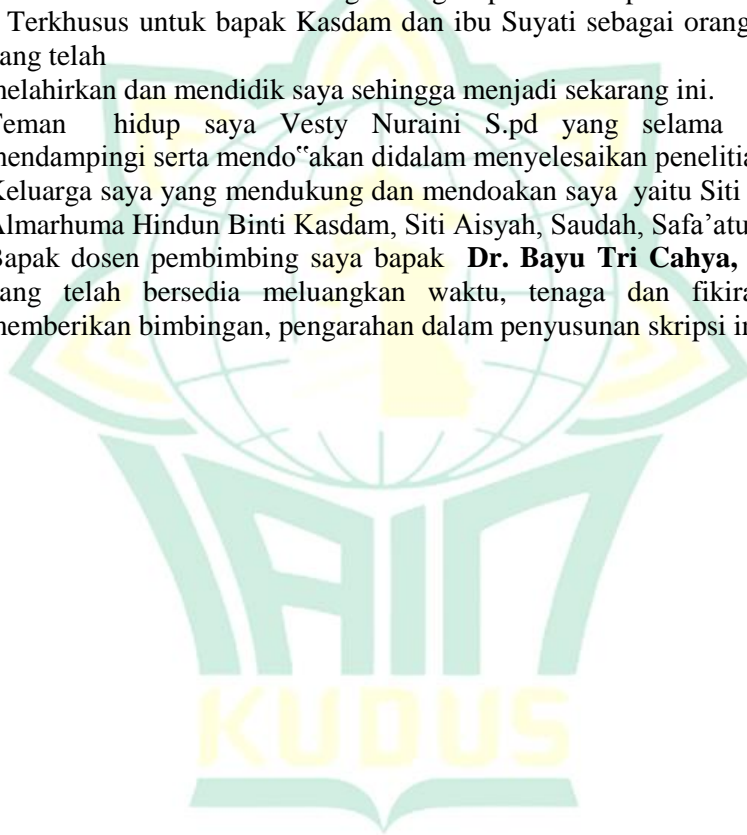 Terkhusus untuk bapak Kasdam dan ibu Suyati sebagai orang
ang telah
elahirkan dan mendidik saya sehingga menjadi sekarang ini.
eman hidup saya Vesty Nuraini S.pd yang selama
endampingi serta mendo‟akan didalam menyelesaikan peneliti
Keluarga saya yang mendukung dan mendoakan saya yaitu Siti
Almarhuma Hindun Binti Kasdam, Siti Aisyah, Saudah, Safa’atu
Bapak dosen pembimbing saya bapak Dr. Bayu Tri Cahya,
ang telah bersedia meluangkan waktu, tenaga dan fikira
emberikan bimbingan, pengarahan dalam penyusunan skripsi i
IAIN
KUDUS